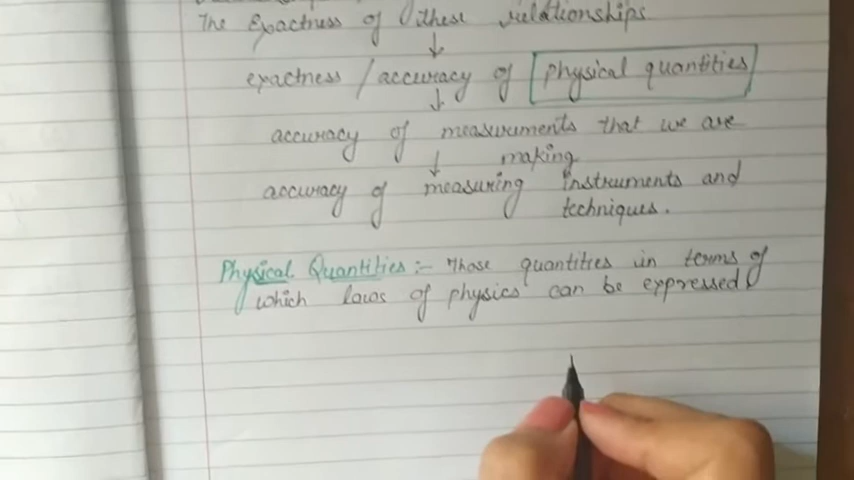 The Exactness of these relationships
↓
exactness / accuracy of physical quantities
↓
accuracy of measurments that we are
↓ making
accuracy of measuring instruments and
techniques.
Physical Quantities :- Those quantities in terms of
which laws of physics can be expressed